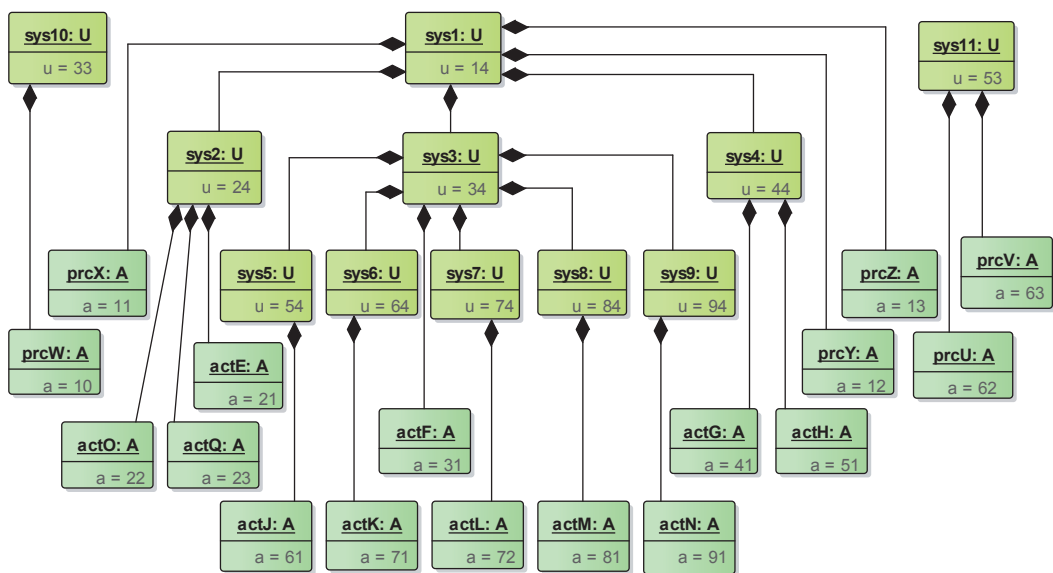 sys10: U
u = 33
sys1: U
u = 14
sys11: U
u = 53
sys2: U
u = 24
sys3: U
u = 34
sys4: U
u = 44
prcX: A
a = 11
sys5: U
u = 54
sys6: U
u = 64
sys7: U
u = 74
sys8: U
u = 84
sys9: U
u = 94
prcZ: A
a = 13
prcV: A
a = 63
prcW: A
a = 10
actE: A
a = 21
prcY: A
a = 12
prcU: A
a = 62
actO: A
a = 22
actQ: A
a = 23
actF: A
a = 31
actG: A
a = 41
actH: A
a = 51
actJ: A
a = 61
actK: A
a = 71
actL: A
a = 72
actM: A
a = 81
actN: A
a = 91